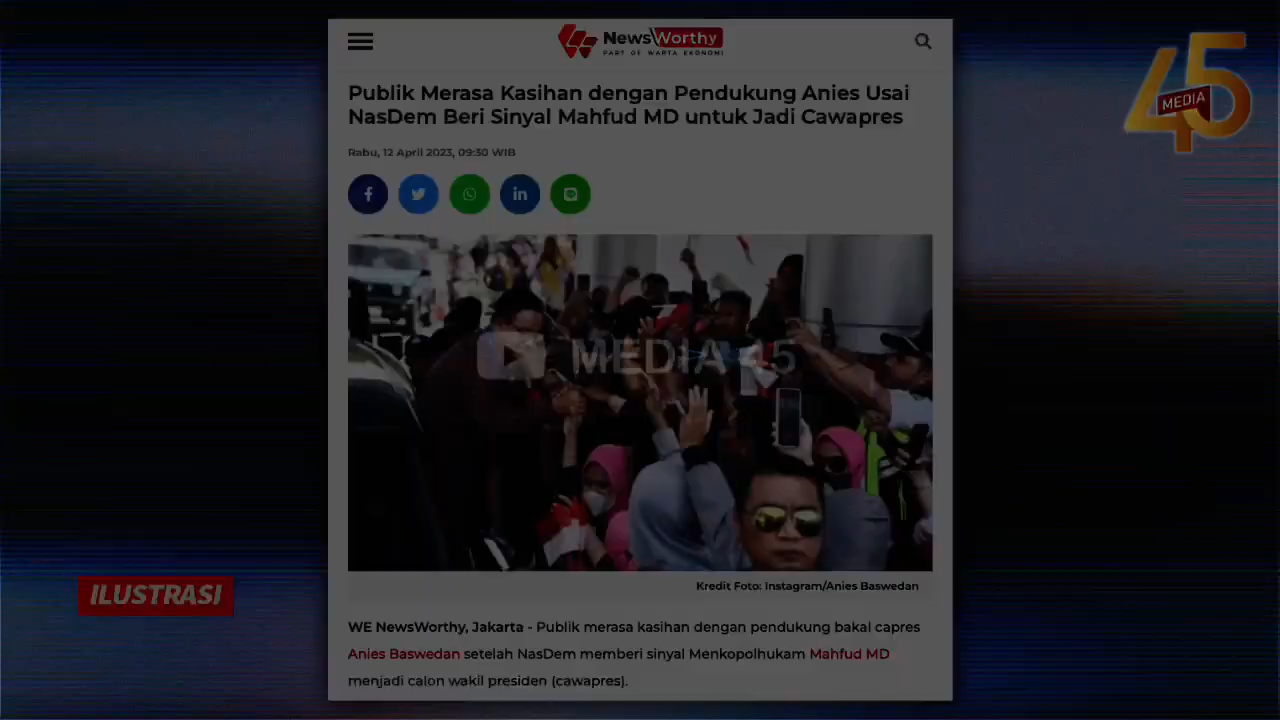 NewsWorthy
PART OF WARTA EKONOMI
45
MEDIA
Publik Merasa Kasihan dengan Pendukung Anies Usai
NasDem Beri Sinyal Mahfud MD untuk Jadi Cawapres
Rabu, 12 April 2023, 09:30 WIB
MEDIA 45
ILUSTRASI
Kredit Foto: Instagram/Anies Baswedan
WE NewsWorthy, Jakarta - Publik merasa kasihan dengan pendukung bakal capres
Anies Baswedan setelah NasDem memberi sinyal Menkopolhukam Mahfud MD
menjadi calon wakil presiden (cawapres).